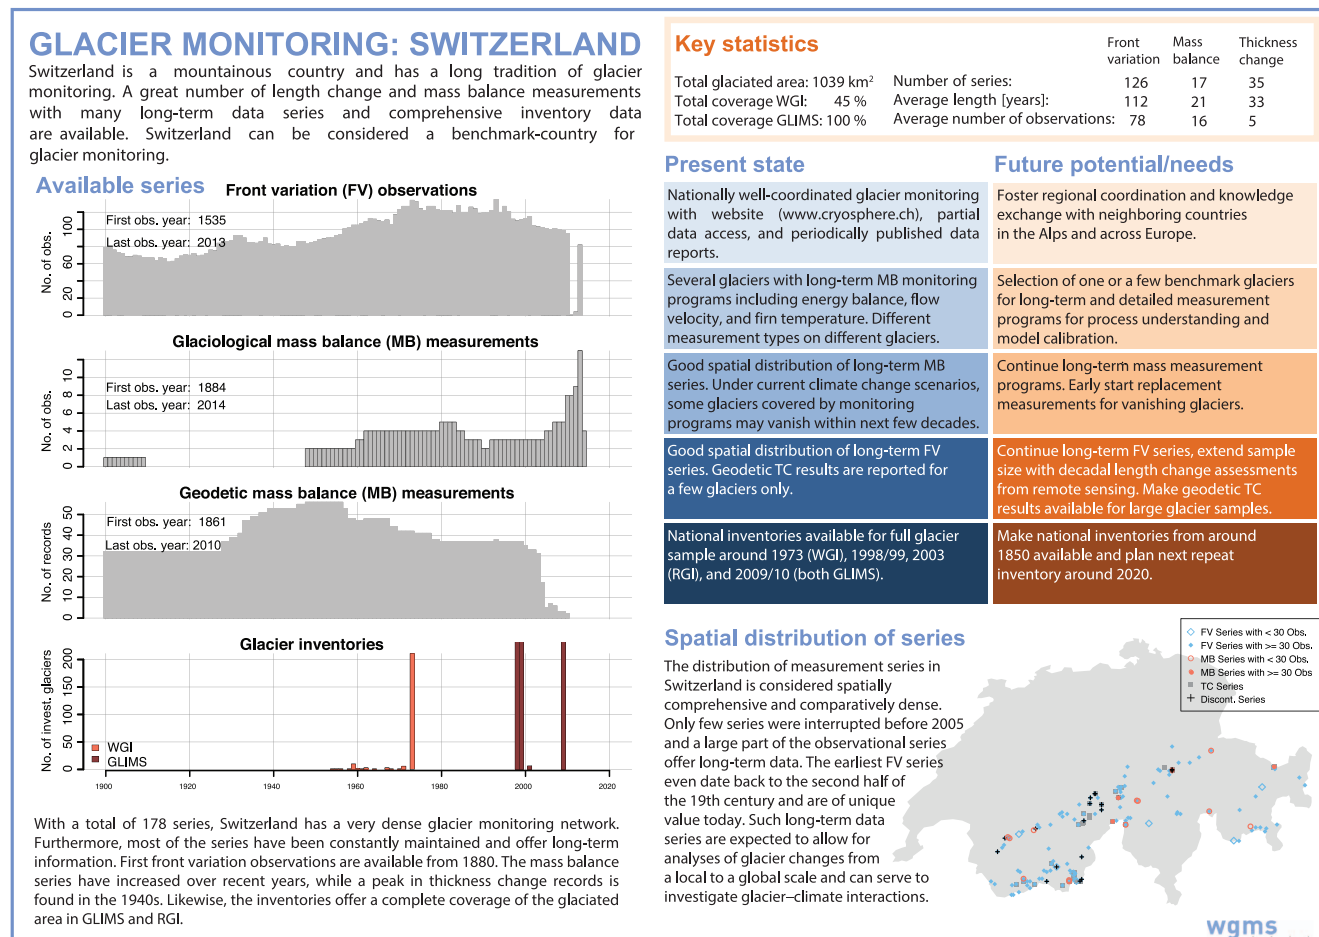 GLACIER MONITORING: SWITZERLAND
Switzerland is a mountainous country and has a long tradition of glacier
monitoring. A great number of length change and mass balance measurements
with many long-term data series and comprehensive inventory data
are available. Switzerland can be considered a benchmark-country for
glacier monitoring.
Key statistics
Front variation
Mass balance
Thickness change
Total glaciated area: 1039 km²
Number of series: 126 17 35
Total coverage WGI: 45 %
Average length [years]: 112 21 33
Total coverage GLIMS: 100 %
Average number of observations: 78 16 5
Available series
Front variation (FV) observations
First obs. year: 1535
Last obs. year: 2013
No. of obs.
0 20 60 100
Glaciological mass balance (MB) measurements
First obs. year: 1884
Last obs. year: 2014
No. of obs.
0 2 4 6 8 10
Geodetic mass balance (MB) measurements
First obs. year: 1861
Last obs. year: 2010
No. of records
0 10 20 30 40 50
Glacier inventories
No. of invest. glaciers
0 50 100 150 200
WGI
GLIMS
1900 1920 1940 1960 1980 2000 2020
With a total of 178 series, Switzerland has a very dense glacier monitoring network.
Furthermore, most of the series have been constantly maintained and offer long-term
information. First front variation observations are available from 1880. The mass balance
series have increased over recent years, while a peak in thickness change records is
found in the 1940s. Likewise, the inventories offer a complete coverage of the glaciated
area in GLIMS and RGI.
Present state
Nationally well-coordinated glacier monitoring
with website (www.cryosphere.ch), partial
data access, and periodically published data
reports.
Several glaciers with long-term MB monitoring
programs including energy balance, flow
velocity, and firn temperature. Different
measurement types on different glaciers.
Good spatial distribution of long-term MB
series. Under current climate change scenarios,
some glaciers covered by monitoring
programs may vanish within next few decades.
Good spatial distribution of long-term FV
series. Geodetic TC results are reported for
a few glaciers only.
National inventories available for full glacier
sample around 1973 (WGI), 1998/99, 2003
(RGI), and 2009/10 (both GLIMS).
Future potential/needs
Foster regional coordination and knowledge
exchange with neighboring countries
in the Alps and across Europe.
Selection of one or a few benchmark glaciers
for long-term and detailed measurement
programs for process understanding and
model calibration.
Continue long-term mass measurement
programs. Early start replacement
measurements for vanishing glaciers.
Continue long-term FV series, extend sample
size with decadal length change assessments
from remote sensing. Make geodetic TC
results available for large glacier samples.
Make national inventories from around
1850 available and plan next repeat
inventory around 2020.
Spatial distribution of series
The distribution of measurement series in
Switzerland is considered spatially
comprehensive and comparatively dense.
Only few series were interrupted before 2005
and a large part of the observational series
offer long-term data. The earliest FV series
even date back to the second half of
the 19th century and are of unique
value today. Such long-term data
series are expected to allow for
analyses of glacier changes from
a local to a global scale and can serve to
investigate glacier–climate interactions.
FV Series with < 30 Obs.
FV Series with >= 30 Obs.
MB Series with < 30 Obs.
MB Series with >= 30 Obs
TC Series
Discont. Series
wgms